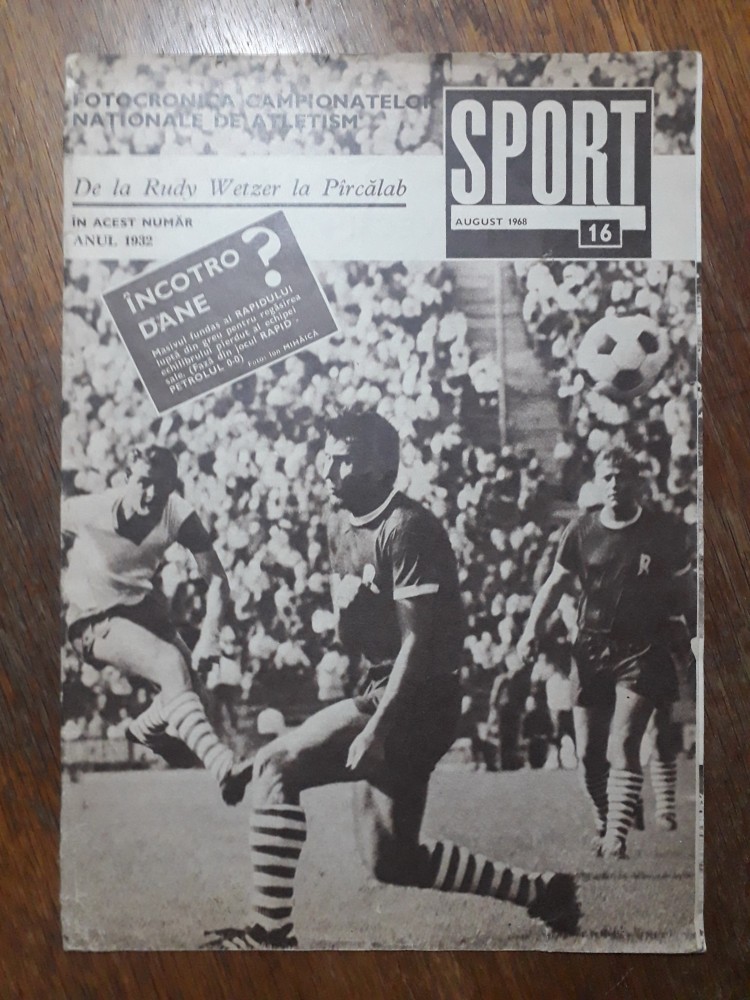 FOTOCRONICA CAMPIONATELOR
NAȚIONALE DE ATLETISM
SPORT
AUGUST 1968
16
De la Rudy Wetzer la Pîrcălab
ÎN ACEST NUMĂR
ANUL 1932
ÎNCOTRO
DANE ?
Masivul fundaș al RAPIDULUI
luptă din greu pentru regăsirea
echilibrului pierdut al echipei
sale. (Fază din jocul RAPID -
PETROLUL 0-0)
Foto: Ion MIHĂICĂ
R